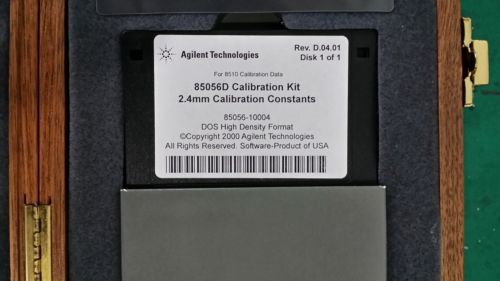 Agilent Technologies
Rev. D.04.01
Disk 1 of 1
For 8510 Calibration Data
85056D Calibration Kit
2.4mm Calibration Constants
85056-10004
DOS High Density Format
©Copyright 2000 Agilent Technologies
All Rights Reserved. Software-Product of USA